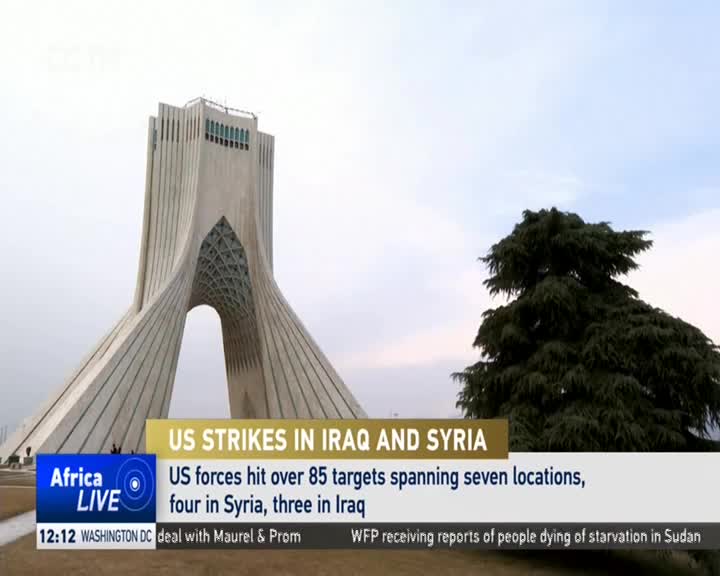 US STRIKES IN IRAQ AND SYRIA
US forces hit over 85 targets spanning seven locations,
four in Syria, three in Iraq
Africa
LIVE
12:12 WASHINGTON DC
deal with Maurel & Prom WFP receiving reports of people dying of starvation in Sudan